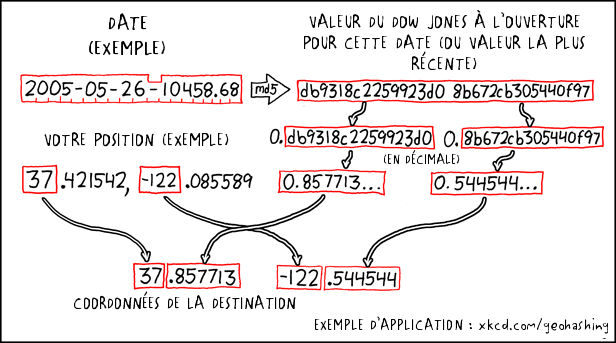 DATE
(EXEMPLE)
VALEUR DU DOW JONES À L'OUVERTURE
POUR CETTE DATE (OU VALEUR LA PLUS
RÉCENTE)
2005-05-26-10458.68
md5
db9318c2259923d0 8b672cb305440f97
VOTRE POSITION (EXEMPLE)
0.db9318c2259923d0
0.8b672cb305440f97
(EN DÉCIMALE)
37.421542, -122.085589
0.857713...
0.544544...
37.857713
-122.544544
COORDONNÉES DE LA DESTINATION
EXEMPLE D'APPLICATION : xkcd.com/geohashing